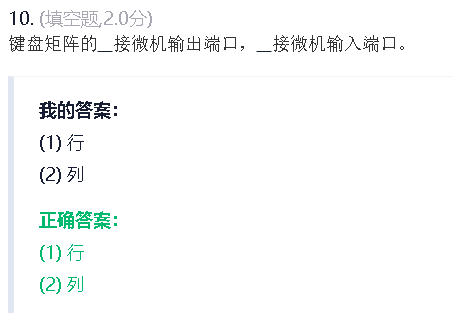 10. (填空题,2.0分)
键盘矩阵的__接微机输出端口，__接微机输入端口。
我的答案：
(1) 行
(2) 列
正确答案：
(1) 行
(2) 列